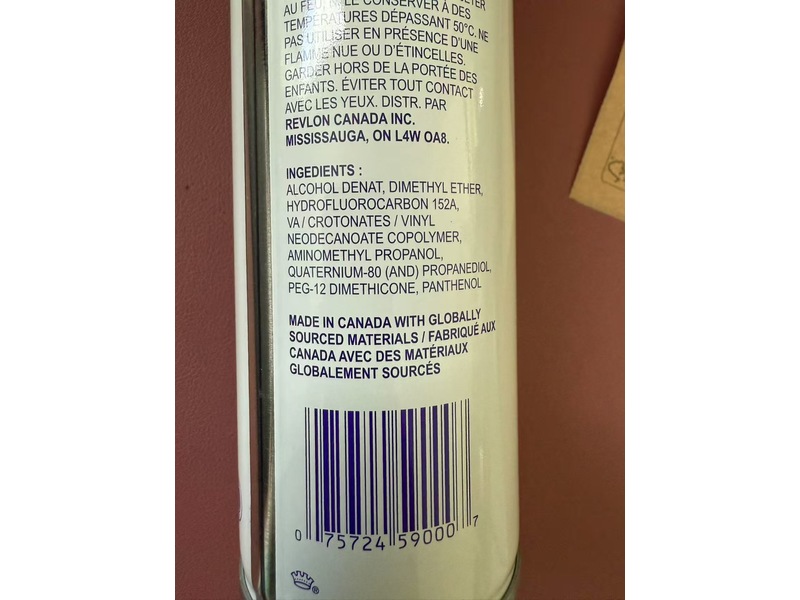 AU FEU, NI LE CONSERVER À DES
TEMPÉRATURES DÉPASSANT 50°C. NE
PAS UTILISER EN PRÉSENCE D'UNE
FLAMME NUE OU D'ÉTINCELLES.
GARDER HORS DE LA PORTÉE DES
ENFANTS. ÉVITER TOUT CONTACT
AVEC LES YEUX. DISTR. PAR
REVLON CANADA INC.
MISSISSAUGA, ON L4W OA8.
INGEDIENTS :
ALCOHOL DENAT, DIMETHYL ETHER,
HYDROFLUOROCARBON 152A,
VA / CROTONATES / VINYL
NEODECANOATE COPOLYMER,
AMINOMETHYL PROPANOL,
QUATERNIUM-80 (AND) PROPANEDIOL,
PEG-12 DIMETHICONE, PANTHENOL
MADE IN CANADA WITH GLOBALLY
SOURCED MATERIALS / FABRIQUÉ AUX
CANADA AVEC DES MATÉRIAUX
GLOBALEMENT SOURCÉS
0 75724 59000 7
®